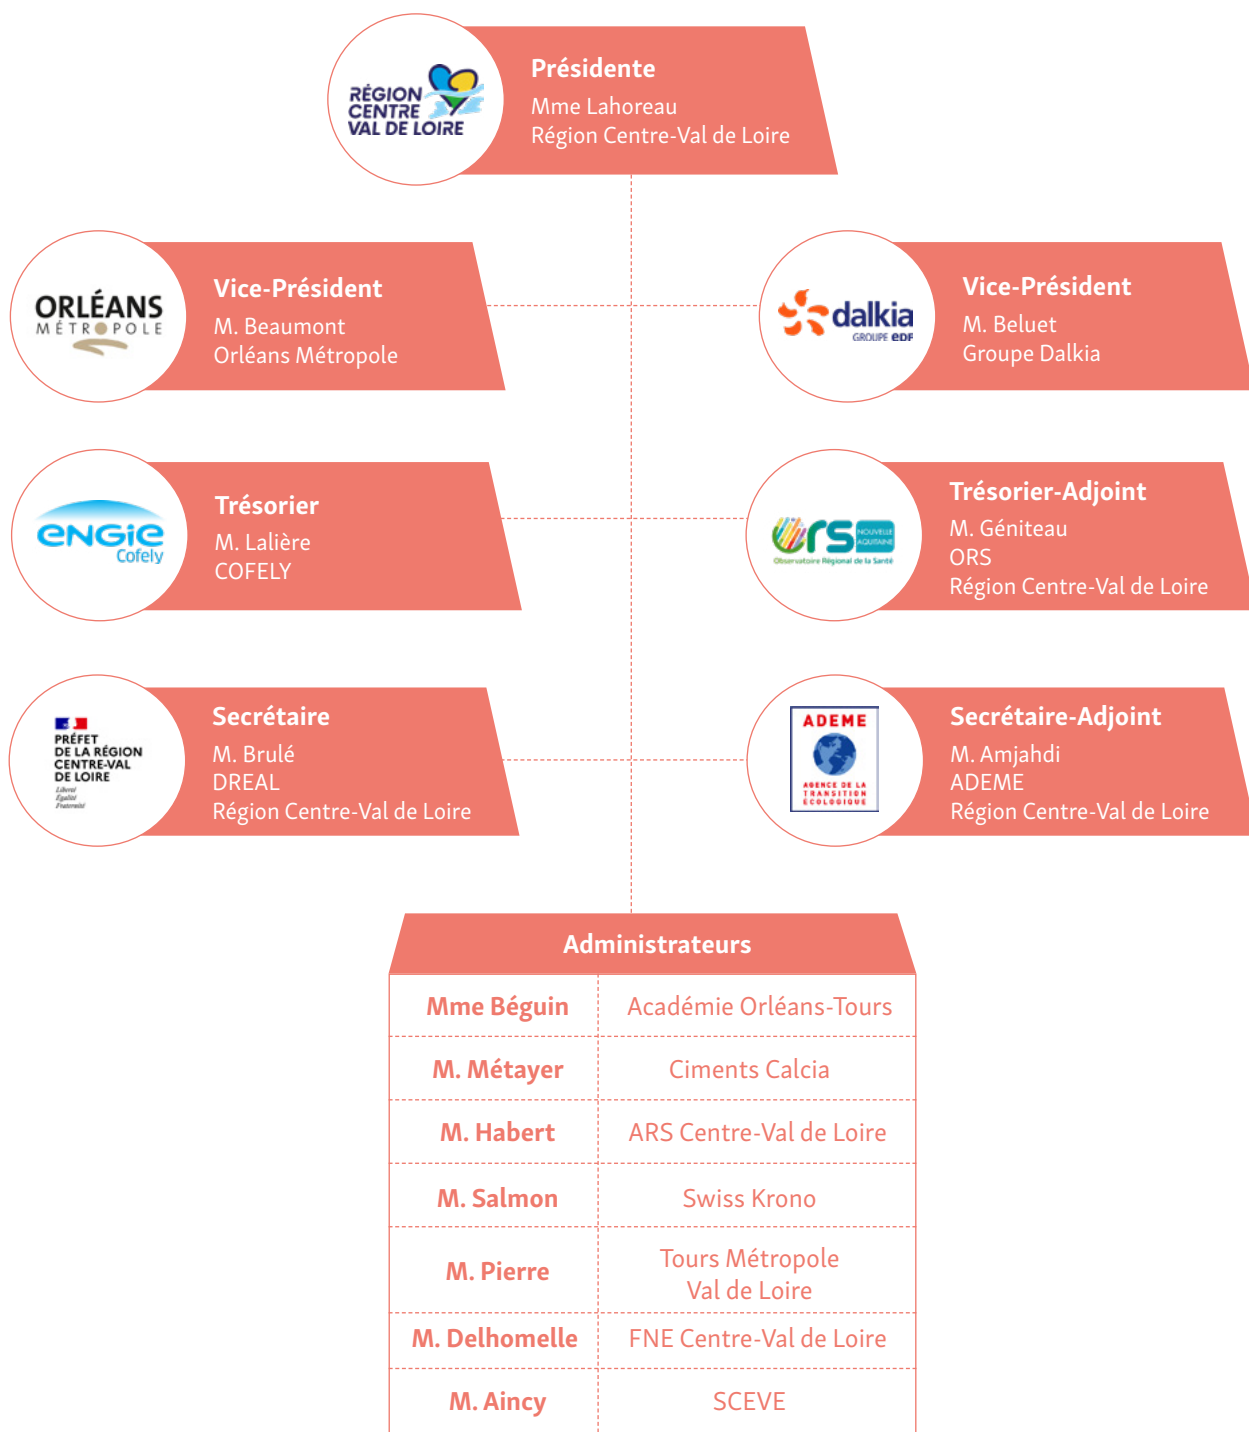 RÉGION
CENTRE
VAL DE LOIRE
Présidente
Mme Lahoreau
Région Centre-Val de Loire
ORLÉANS
MÉTROPOLE
Vice-Président
M. Beaumont
Orléans Métropole
dalkia
GROUPE EDF
Vice-Président
M. Beluet
Groupe Dalkia
ENGIE
Cofely
Trésorier
M. Lalière
COFELY
ORS
NOUVELLE
AQUITAINE
Observatoire Régional de la Santé
Trésorier-Adjoint
M. Géniteau
ORS
Région Centre-Val de Loire
PRÉFET
DE LA RÉGION
CENTRE-VAL
DE LOIRE
Liberté
Égalité
Fraternité
Secrétaire
M. Brulé
DREAL
Région Centre-Val de Loire
ADEME
AGENCE DE LA
TRANSITION
ÉCOLOGIQUE
Secrétaire-Adjoint
M. Amjahdi
ADEME
Région Centre-Val de Loire
Administrateurs
Mme Béguin Académie Orléans-Tours
M. Métayer Ciments Calcia
M. Habert ARS Centre-Val de Loire
M. Salmon Swiss Krono
M. Pierre Tours Métropole
Val de Loire
M. Delhomelle FNE Centre-Val de Loire
M. Aincy SCEVE